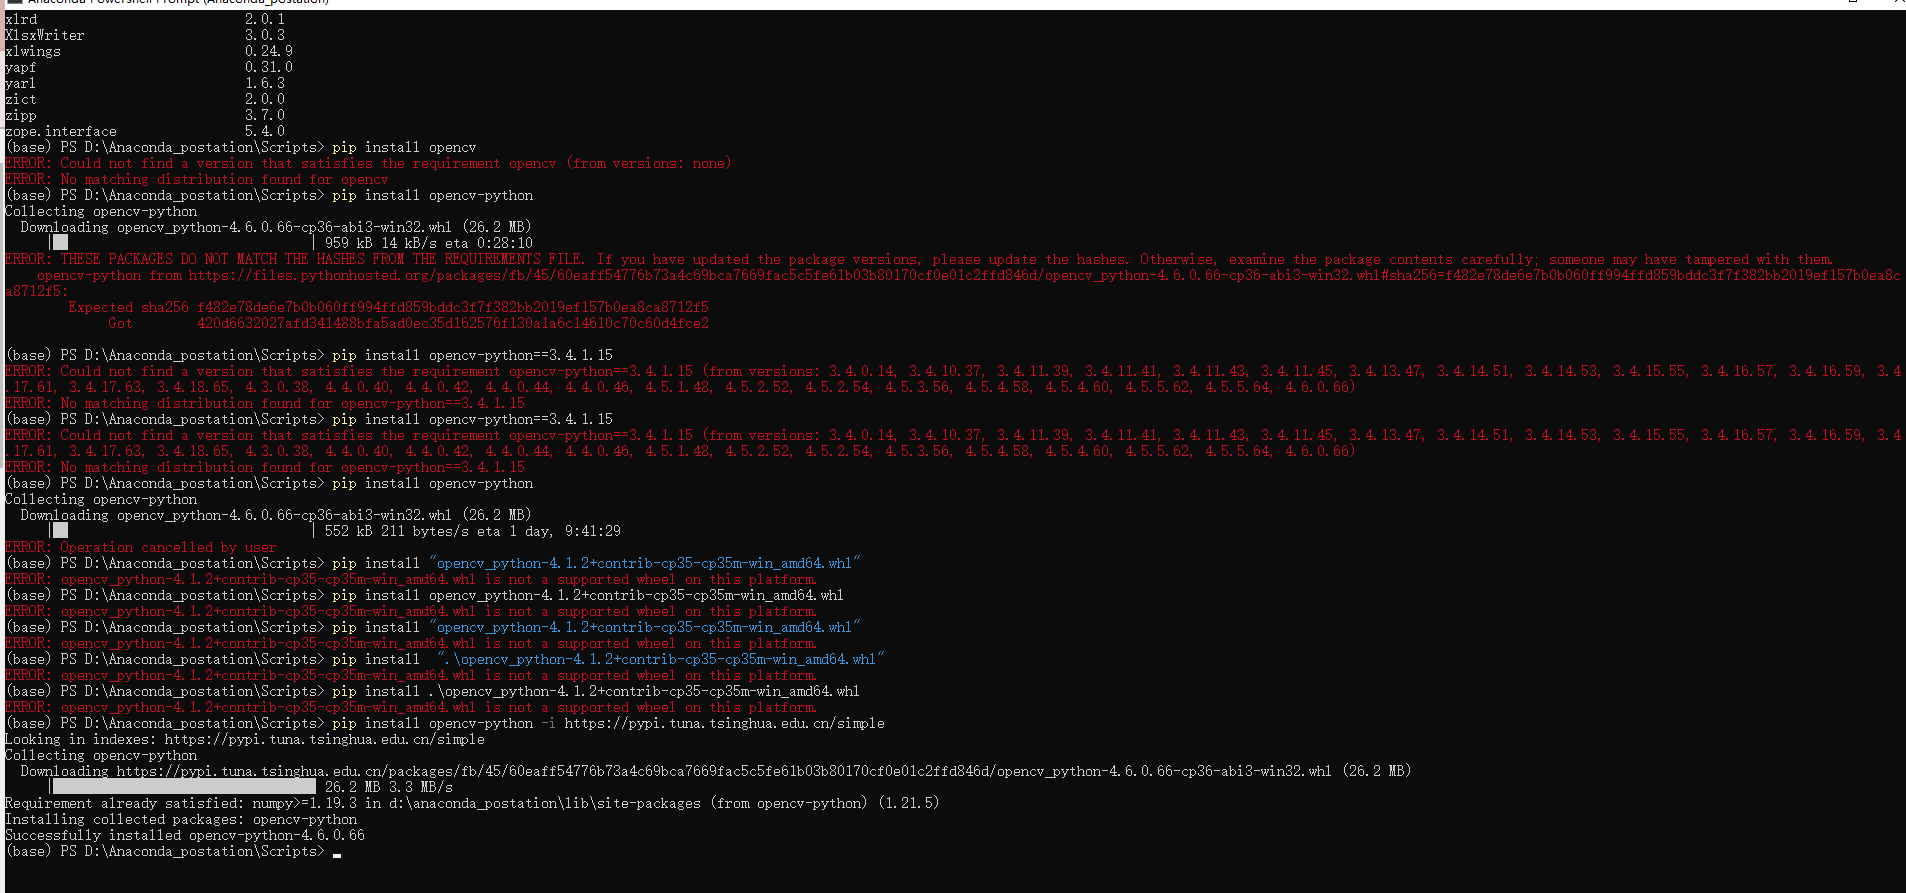 Anaconda Powershell Prompt (Anaconda_postation)
xlrd 2.0.1
XlsxWriter 3.0.3
xlwings 0.24.9
yapf 0.31.0
yarl 1.6.3
zict 2.0.0
zipp 3.7.0
zope.interface 5.4.0
(base) PS D:\Anaconda_postation\Scripts> pip install opencv
ERROR: Could not find a version that satisfies the requirement opencv (from versions: none)
ERROR: No matching distribution found for opencv
(base) PS D:\Anaconda_postation\Scripts> pip install opencv-python
Collecting opencv-python
Downloading opencv_python-4.6.0.66-cp36-abi3-win32.whl (26.2 MB)
| | 959 kB 14 kB/s eta 0:28:10
ERROR: THESE PACKAGES DO NOT MATCH THE HASHES FROM THE REQUIREMENTS FILE. If you have updated the package versions, please update the hashes. Otherwise, examine the package contents carefully; someone may have tampered with them.
opencv-python from https://files.pythonhosted.org/packages/fb/45/60eaff54776b73a4c69bca7669fac5c5fe61b03b80170cf0e01c2ffd846d/opencv_python-4.6.0.66-cp36-abi3-win32.whl#sha256=f482e78de6e7b0b060ff994ffd859bddc3f7f382bb2019ef157b0ea8c
a8712f5:
Expected sha256 f482e78de6e7b0b060ff994ffd859bddc3f7f382bb2019ef157b0ea8ca8712f5
Got 420d6632027afd341488bfa5ad0ec35d162576f130a1a6c14610c70c60d4fce2
(base) PS D:\Anaconda_postation\Scripts> pip install opencv-python==3.4.1.15
ERROR: Could not find a version that satisfies the requirement opencv-python==3.4.1.15 (from versions: 3.4.0.14, 3.4.10.37, 3.4.11.39, 3.4.11.41, 3.4.11.43, 3.4.11.45, 3.4.13.47, 3.4.14.51, 3.4.14.53, 3.4.15.55, 3.4.16.57, 3.4.16.59, 3.4
.17.61, 3.4.17.63, 3.4.18.65, 4.3.0.38, 4.4.0.40, 4.4.0.42, 4.4.0.44, 4.4.0.46, 4.5.1.48, 4.5.2.52, 4.5.2.54, 4.5.3.56, 4.5.4.58, 4.5.4.60, 4.5.5.62, 4.5.5.64, 4.6.0.66)
ERROR: No matching distribution found for opencv-python==3.4.1.15
(base) PS D:\Anaconda_postation\Scripts> pip install opencv-python==3.4.1.15
ERROR: Could not find a version that satisfies the requirement opencv-python==3.4.1.15 (from versions: 3.4.0.14, 3.4.10.37, 3.4.11.39, 3.4.11.41, 3.4.11.43, 3.4.11.45, 3.4.13.47, 3.4.14.51, 3.4.14.53, 3.4.15.55, 3.4.16.57, 3.4.16.59, 3.4
.17.61, 3.4.17.63, 3.4.18.65, 4.3.0.38, 4.4.0.40, 4.4.0.42, 4.4.0.44, 4.4.0.46, 4.5.1.48, 4.5.2.52, 4.5.2.54, 4.5.3.56, 4.5.4.58, 4.5.4.60, 4.5.5.62, 4.5.5.64, 4.6.0.66)
ERROR: No matching distribution found for opencv-python==3.4.1.15
(base) PS D:\Anaconda_postation\Scripts> pip install opencv-python
Collecting opencv-python
Downloading opencv_python-4.6.0.66-cp36-abi3-win32.whl (26.2 MB)
| | 552 kB 211 bytes/s eta 1 day, 9:41:29
ERROR: Operation cancelled by user
(base) PS D:\Anaconda_postation\Scripts> pip install "opencv_python-4.1.2+contrib-cp35-cp35m-win_amd64.whl"
ERROR: opencv_python-4.1.2+contrib-cp35-cp35m-win_amd64.whl is not a supported wheel on this platform.
(base) PS D:\Anaconda_postation\Scripts> pip install opencv_python-4.1.2+contrib-cp35-cp35m-win_amd64.whl
ERROR: opencv_python-4.1.2+contrib-cp35-cp35m-win_amd64.whl is not a supported wheel on this platform.
(base) PS D:\Anaconda_postation\Scripts> pip install "opencv_python-4.1.2+contrib-cp35-cp35m-win_amd64.whl"
ERROR: opencv_python-4.1.2+contrib-cp35-cp35m-win_amd64.whl is not a supported wheel on this platform.
(base) PS D:\Anaconda_postation\Scripts> pip install ".\opencv_python-4.1.2+contrib-cp35-cp35m-win_amd64.whl"
ERROR: opencv_python-4.1.2+contrib-cp35-cp35m-win_amd64.whl is not a supported wheel on this platform.
(base) PS D:\Anaconda_postation\Scripts> pip install .\opencv_python-4.1.2+contrib-cp35-cp35m-win_amd64.whl
ERROR: opencv_python-4.1.2+contrib-cp35-cp35m-win_amd64.whl is not a supported wheel on this platform.
(base) PS D:\Anaconda_postation\Scripts> pip install opencv-python -i https://pypi.tuna.tsinghua.edu.cn/simple
Looking in indexes: https://pypi.tuna.tsinghua.edu.cn/simple
Collecting opencv-python
Downloading https://pypi.tuna.tsinghua.edu.cn/packages/fb/45/60eaff54776b73a4c69bca7669fac5c5fe61b03b80170cf0e01c2ffd846d/opencv_python-4.6.0.66-cp36-abi3-win32.whl (26.2 MB)
| 26.2 MB 3.3 MB/s
Requirement already satisfied: numpy>=1.19.3 in d:\anaconda_postation\lib\site-packages (from opencv-python) (1.21.5)
Installing collected packages: opencv-python
Successfully installed opencv-python-4.6.0.66
(base) PS D:\Anaconda_postation\Scripts>